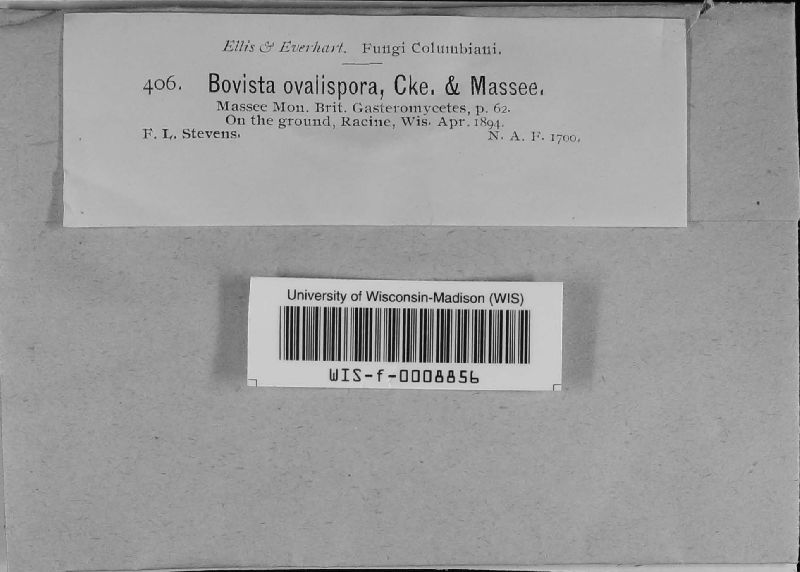 Ellis & Everhart. Fungi Columbiani.
406. Bovista ovalispora, Cke. & Massee.
Massee Mon. Brit. Gasteromycetes, p. 62.
On the ground, Racine, Wis. Apr. 1894.
F. L. Stevens. N. A. F. 1700.
University of Wisconsin-Madison (WIS)
WIS-f-0008856